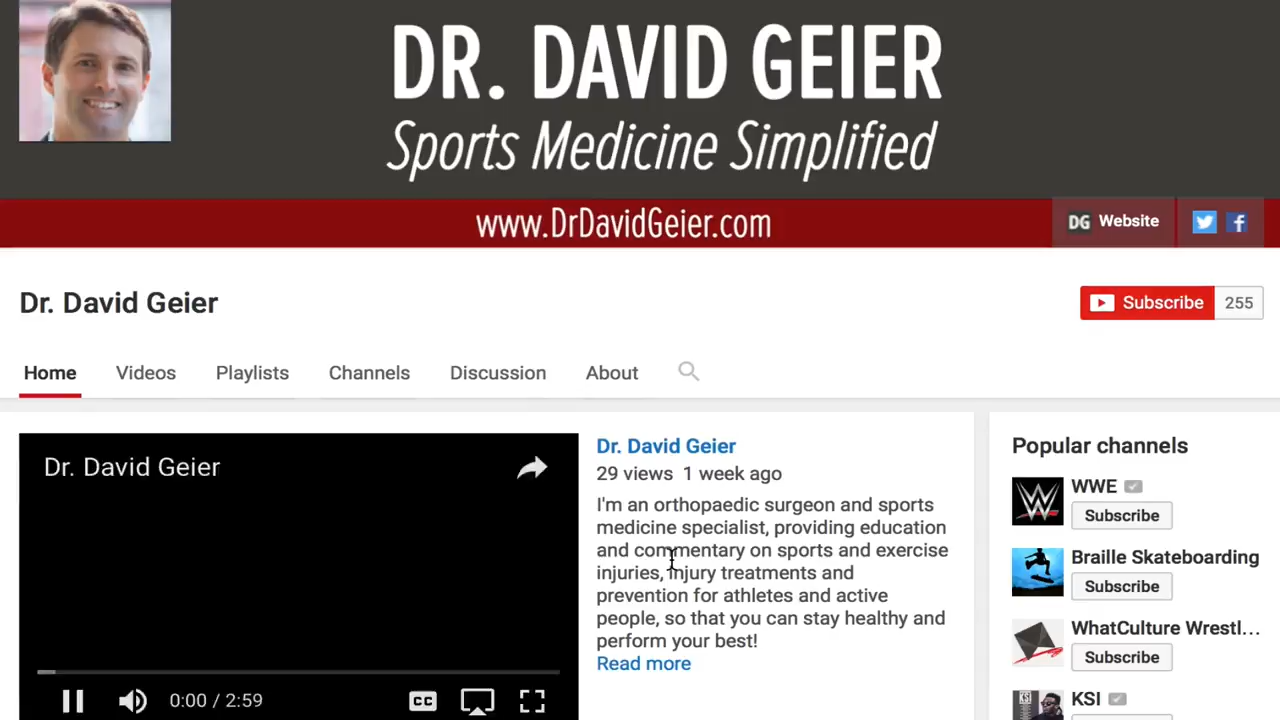 DR. DAVID GEIER
Sports Medicine Simplified
www.DrDavidGeier.com
DG Website
Dr. David Geier
Subscribe 255
Home Videos Playlists Channels Discussion About
Dr. David Geier
0:00 / 2:59
CC
Dr. David Geier
29 views 1 week ago
I'm an orthopaedic surgeon and sports
medicine specialist, providing education
and commentary on sports and exercise
injuries, injury treatments and
prevention for athletes and active
people, so that you can stay healthy and
perform your best!
Read more
Popular channels
WWE
Subscribe
Braille Skateboarding
Subscribe
WhatCulture Wrestl...
Subscribe
KSI